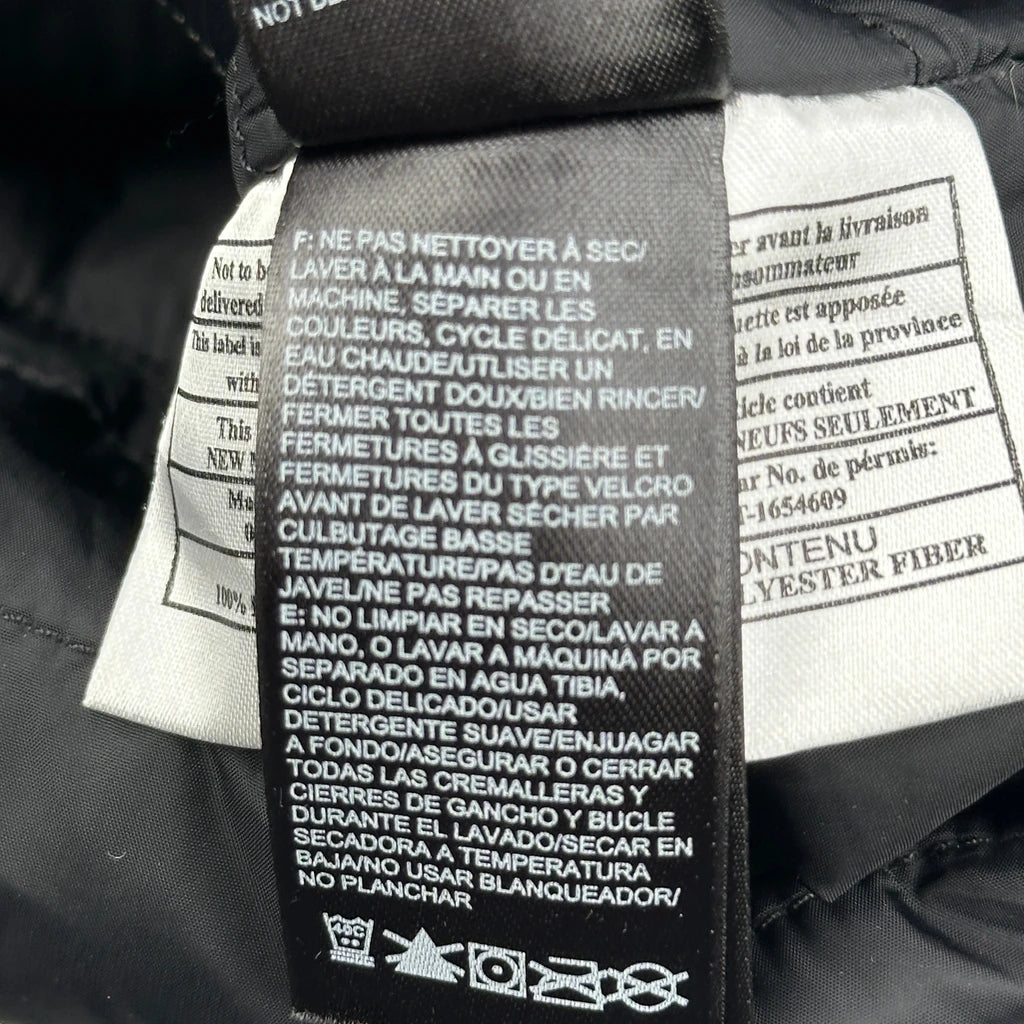 NOT
F: NE PAS NETTOYER À SEC/
LAVER À LA MAIN OU EN
MACHINE, SÉPARER LES
COULEURS, CYCLE DÉLICAT, EN
EAU CHAUDE/UTLISER UN
DÉTERGENT DOUX/BIEN RINCER/
FERMER TOUTES LES
FERMETURES À GLISSIÈRE ET
FERMETURES DU TYPE VELCRO
AVANT DE LAVER SÉCHER PAR
CULBUTAGE BASSE
TEMPÉRATURE/PAS D'EAU DE
JAVEL/NE PAS REPASSER
E: NO LIMPIAR EN SECO/LAVAR A
MANO, O LAVAR A MÁQUINA POR
SEPARADO EN AGUA TIBIA,
CICLO DELICADO/USAR
DETERGENTE SUAVE/ENJUAGAR
A FONDO/ASEGURAR O CERRAR
TODAS LAS CREMALLERAS Y
CIERRES DE GANCHO Y BUCLE
DURANTE EL LAVADO/SECAR EN
SECADORA A TEMPERATURA
BAJA/NO USAR BLANQUEADOR/
NO PLANCHAR
40C
Not to b
delivered
This label is
with
This
NEW
100%
er avant la livraison
nsommateur
uette est apposée
à la loi de la province
icle contient
NEUFS SEULEMENT
ar No. de pérmis:
T-1654609
ONTENU
LYESTER FIBER